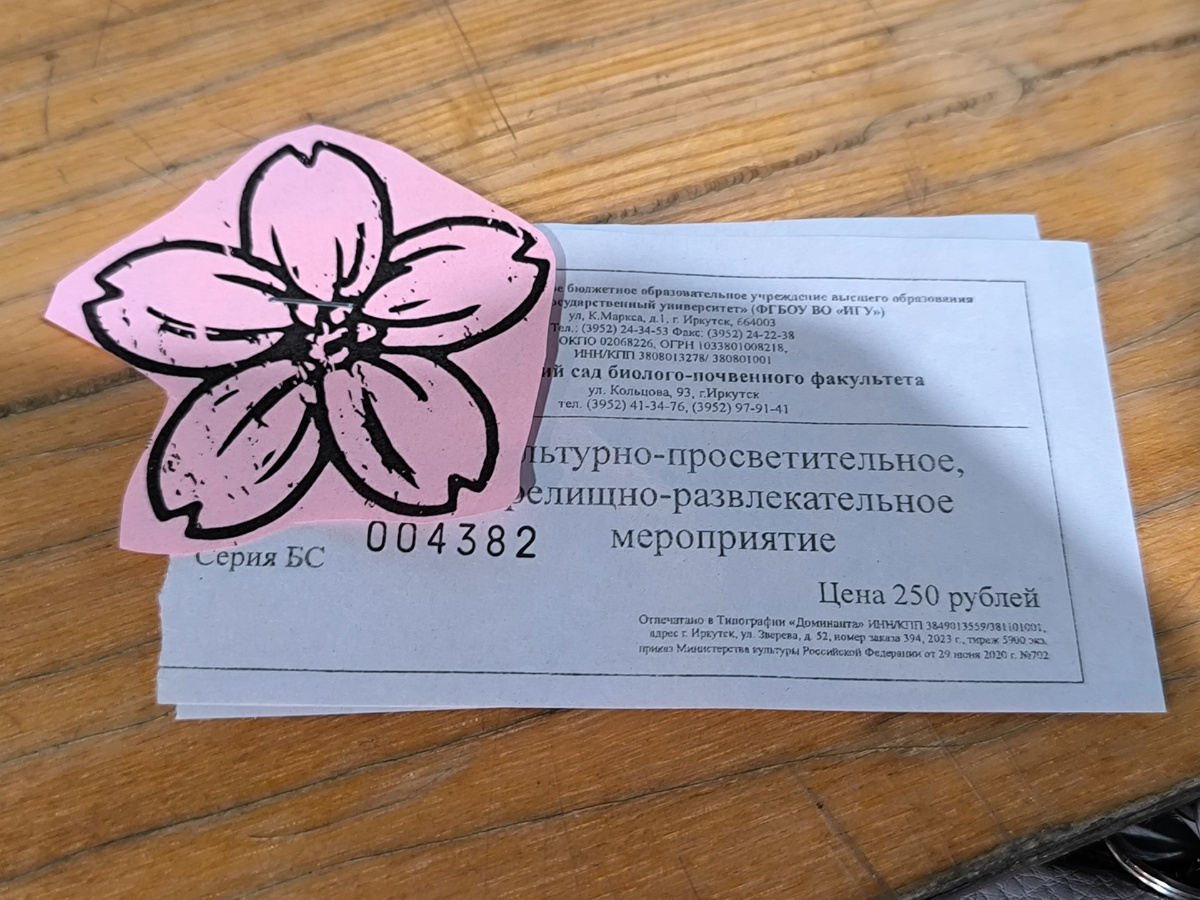 бюджетное образовательное учреждение высшего образования
государственный университет» (ФГБОУ ВО «ИГУ»)
ул, К.Маркса, д.1, г. Иркутск, 664003
Тел.: (3952) 24-34-53 Факс: (3952) 24-22-38
ОКПО 02068226, ОГРН 1033801008218,
ИНН/КПП 3808013278/ 380801001
сад биолого-почвенного факультета
ул. Кольцова, 93, г.Иркутск
тел. (3952) 41-34-76, (3952) 97-91-41
льтурно-просветительное,
релищно-развлекательное
мероприятие
Серия БС 004382
Цена 250 рублей
Отпечатано в Типографии «Доминанта» ИНН/КПП 3849013559/381101001,
адрес г. Иркутск, ул. Зверева, д. 52, номер заказа 394, 2023 г., тираж 5900 экз.
приказ Министерства культуры Российской Федерации от 29 июня 2020 г. №702